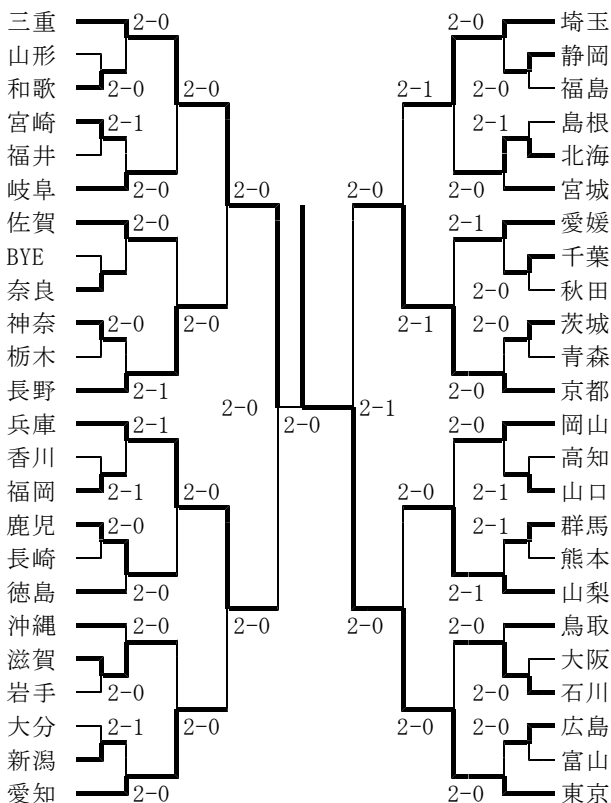 三重 2-0 2-0 埼玉
山形 静岡
和歌 2-0 2-0 2-1 2-0 福島
宮崎 2-1 2-1 島根
福井 北海
岐阜 2-0 2-0 2-0 2-0 宮城
佐賀 2-0 2-1 愛媛
BYE 千葉
奈良 2-0 秋田
神奈 2-0 2-0 2-1 2-0 茨城
栃木 青森
長野 2-1 2-0 京都
兵庫 2-1 2-0 2-0 2-1 2-0 岡山
香川 高知
福岡 2-1 2-0 2-0 2-1 山口
鹿児 2-0 2-1 群馬
長崎 熊本
徳島 2-0 2-1 山梨
沖縄 2-0 2-0 2-0 2-0 鳥取
滋賀 大阪
岩手 2-0 2-0 石川
大分 2-1 2-0 2-0 2-0 広島
新潟 富山
愛知 2-0 2-0 東京